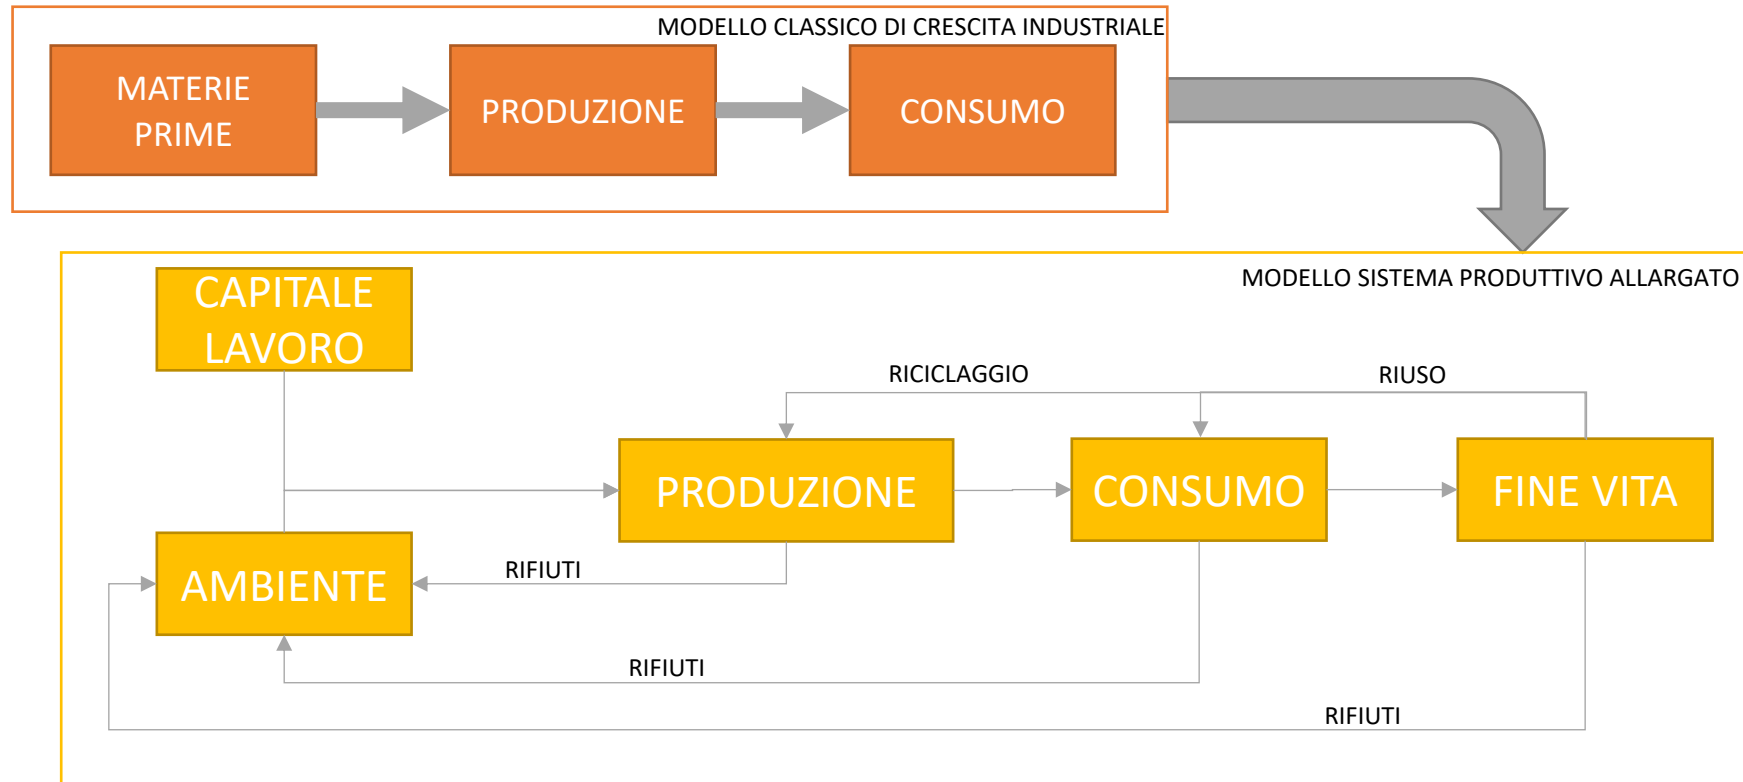 MODELLO CLASSICO DI CRESCITA INDUSTRIALE
MATERIE
PRIME
PRODUZIONE
CONSUMO
MODELLO SISTEMA PRODUTTIVO ALLARGATO
CAPITALE
LAVORO
RICICLAGGIO
RIUSO
PRODUZIONE
CONSUMO
FINE VITA
AMBIENTE
RIFIUTI
RIFIUTI
RIFIUTI